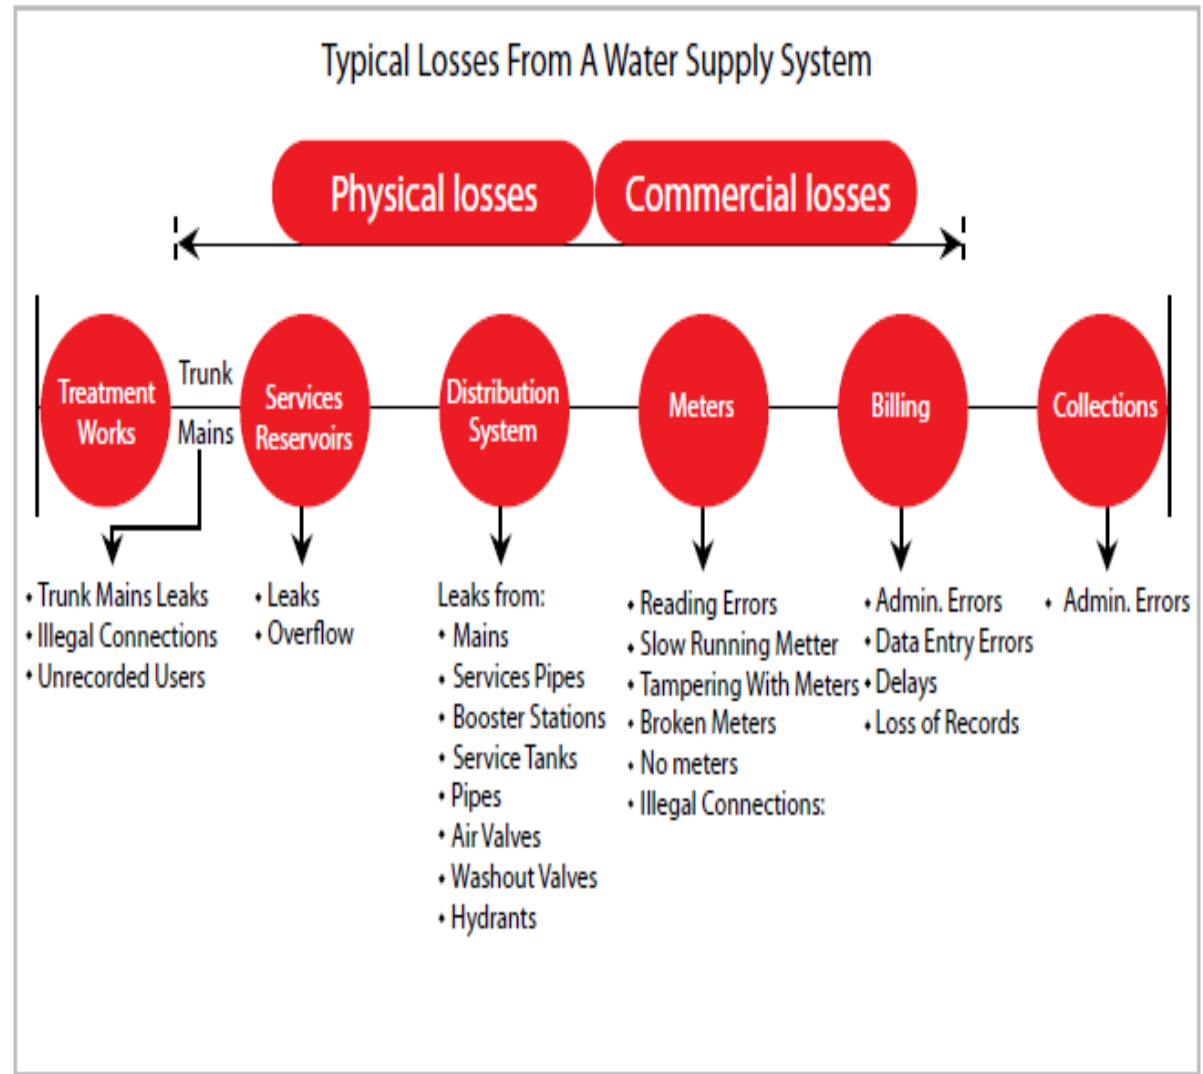 Typical Losses From A Water Supply System
Physical losses
Commercial losses
Treatment
Works
Trunk
Mains
Services
Reservoirs
Distribution
System
Meters
Billing
Collections
• Trunk Mains Leaks
• Illegal Connections
• Unrecorded Users
• Leaks
• Overflow
Leaks from:
• Mains
• Services Pipes
• Booster Stations
• Service Tanks
• Pipes
• Air Valves
• Washout Valves
• Hydrants
• Reading Errors
• Slow Running Metter
• Tampering With Meters
• Broken Meters
• No meters
• Illegal Connections:
• Admin. Errors
• Data Entry Errors
• Delays
• Loss of Records
• Admin. Errors